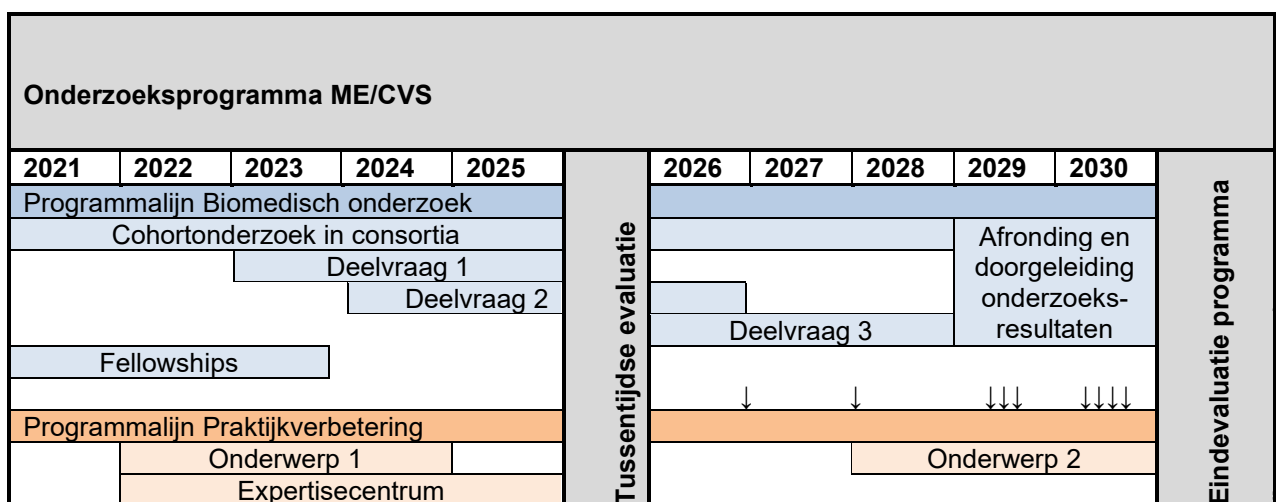 Onderzoeksprogramma ME/CVS
2021 2022 2023 2024 2025 2026 2027 2028 2029 2030
Programmalijn Biomedisch onderzoek
Cohortonderzoek in consortia
Deelvraag 1
Deelvraag 2
Deelvraag 3
Afronding en
doorgeleiding
onderzoeks-
resultaten
Fellowships
↓ ↓ ↓↓↓ ↓↓↓↓
Programmalijn Praktijkverbetering
Onderwerp 1
Onderwerp 2
Expertisecentrum
Tussentijdse evaluatie
Eindevaluatie programma